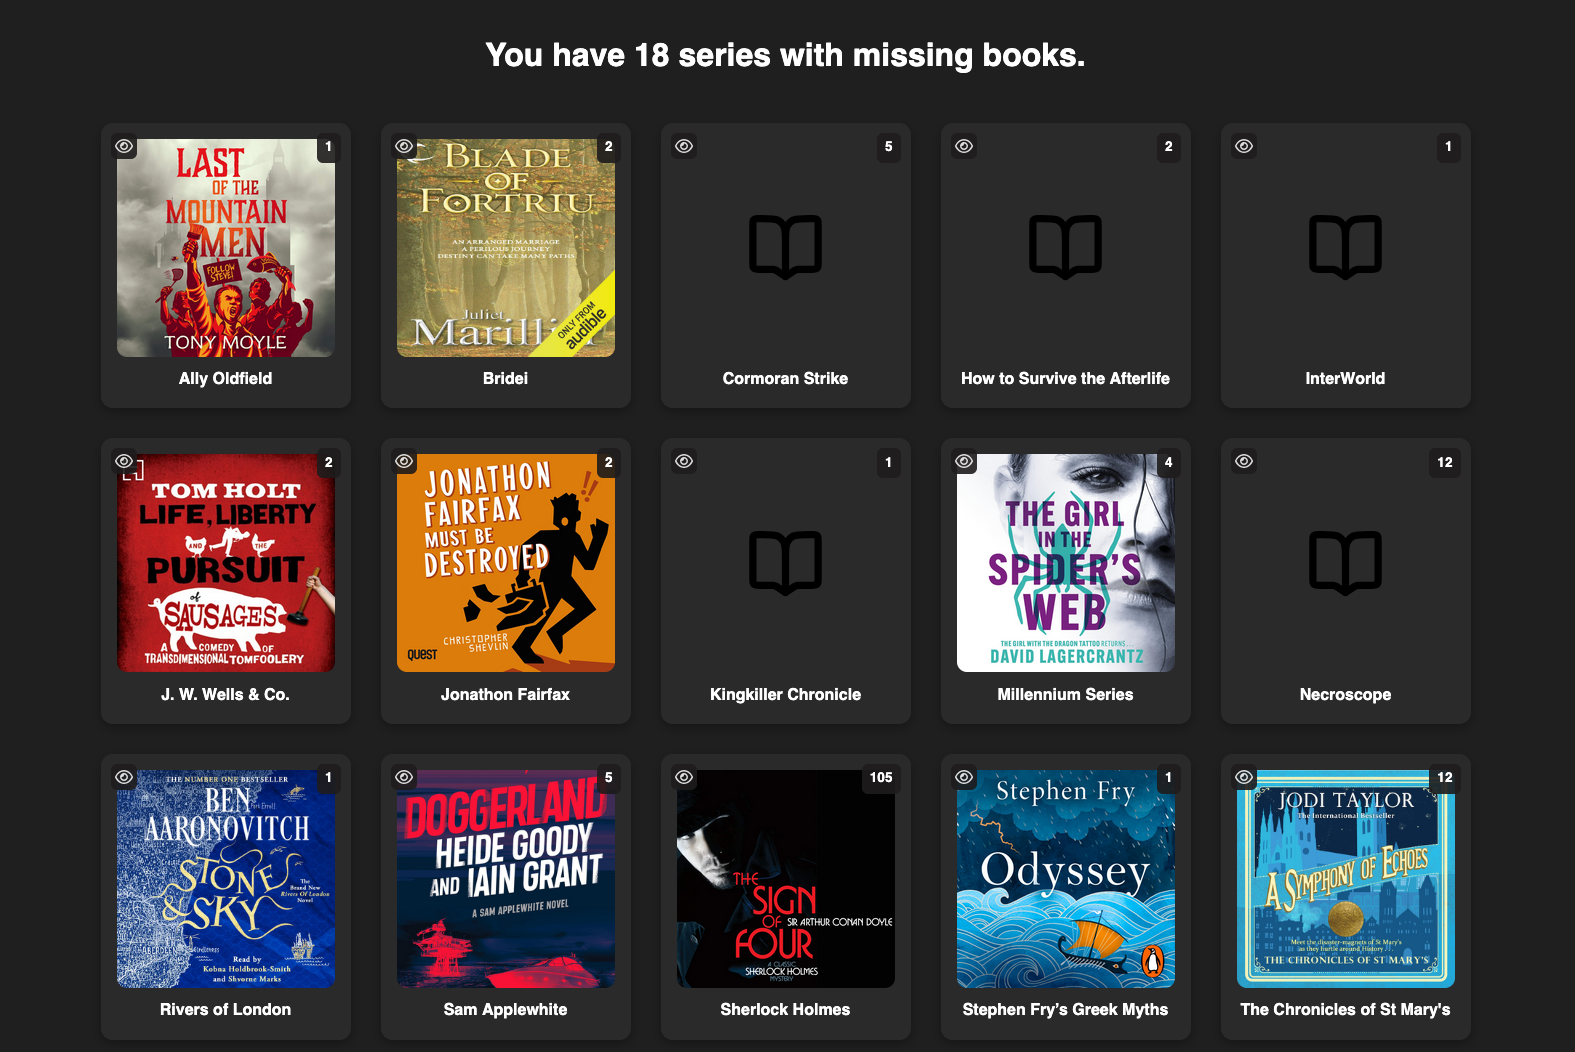 You have 18 series with missing books.
1
LAST
OF THE
MOUNTAIN
MEN
FOLLOW
STEVE!
TONY MOYLE
Ally Oldfield
2
BLADE
OF
FORTRIU
AN ARRANGED MARRIAGE
A PERILOUS JOURNEY
DESTINY CAN TAKE MANY PATHS
Juliet
Marilli
ONLY FROM
audible
Bridei
5
Cormoran Strike
2
How to Survive the Afterlife
1
InterWorld
2
TOM HOLT
LIFE, LIBERTY
AND THE
PURSUIT
of
SAUSAGES
A COMEDY OF
TRANSDIMENSIONAL TOMFOOLERY
J. W. Wells & Co.
2
JONATHON
FAIRFAX
MUST BE
DESTROYED
!!
CHRISTOPHER
SHEVLIN
QUEST
Jonathon Fairfax
1
Kingkiller Chronicle
4
THE GIRL
IN THE
SPIDER'S
WEB
THE GIRL WITH THE DRAGON TATTOO RETURNS
DAVID LAGERCRANTZ
Millennium Series
12
Necroscope
1
THE NUMBER ONE BESTSELLER
BEN
AARONOVITCH
STONE
& SKY
The
Brand New
Rivers Of London
Novel
Read by
Kobna Holdbrook-Smith
and Shvorne Marks
Rivers of London
5
DOGGERLAND
HEIDE GOODY
AND IAIN GRANT
A SAM APPLEWHITE NOVEL
Sam Applewhite
105
THE
SIGN
OF SIR ARTHUR CONAN DOYLE
FOUR
A CLASSIC
SHERLOCK HOLMES
MYSTERY
Sherlock Holmes
1
Stephen Fry
Odyssey
Stephen Fry's Greek Myths
12
JODI TAYLOR
The International Bestseller
A SYMPHONY OF ECHOES
Meet the disaster-magnets of St Mary's
as they hurtle around History . . .
THE CHRONICLES OF ST MARY'S
The Chronicles of St Mary's